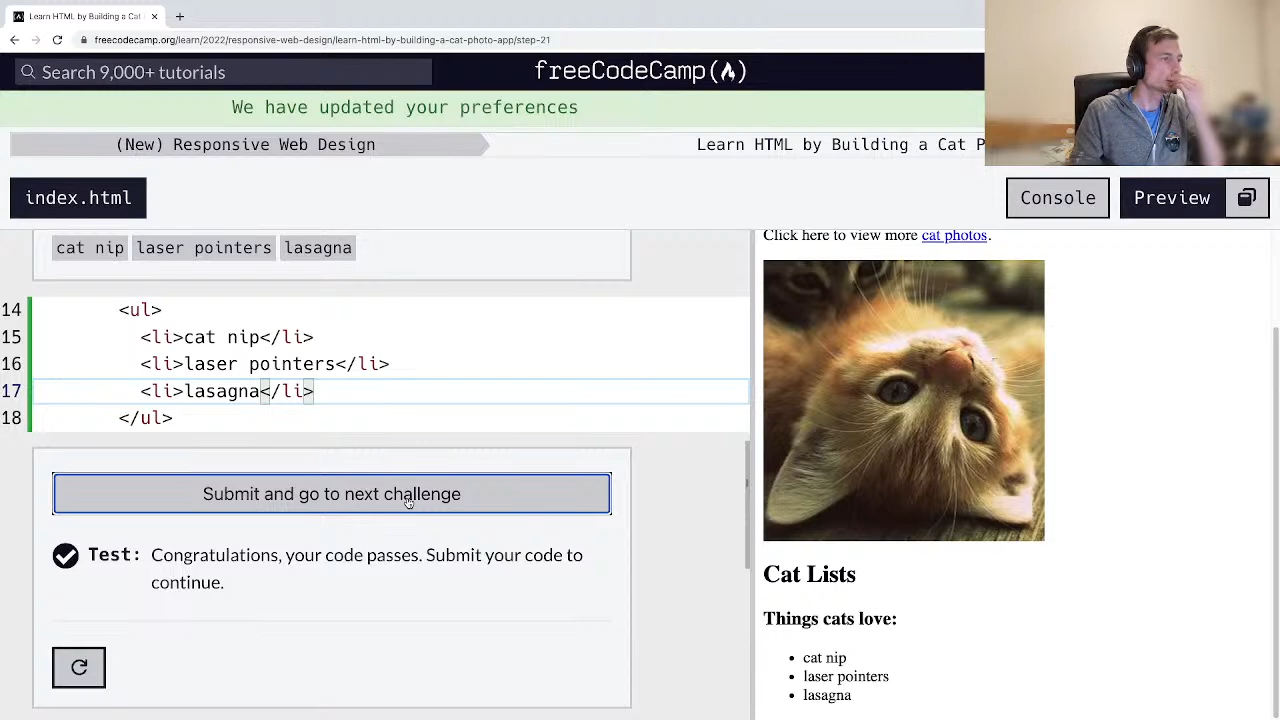 Learn HTML by Building a Cat
freecodecamp.org/learn/2022/responsive-web-design/learn-html-by-building-a-cat-photo-app/step-21
Search 9,000+ tutorials
freeCodeCamp
We have updated your preferences
(New) Responsive Web Design
Learn HTML by Building a Cat P
index.html
Console
Preview
cat nip laser pointers lasagna
14 <ul>
15 <li>cat nip</li>
16 <li>laser pointers</li>
17 <li>lasagna</li>
18 </ul>
Submit and go to next challenge
Test: Congratulations, your code passes. Submit your code to
continue.
Click here to view more cat photos.
Cat Lists
Things cats love:
• cat nip
• laser pointers
• lasagna